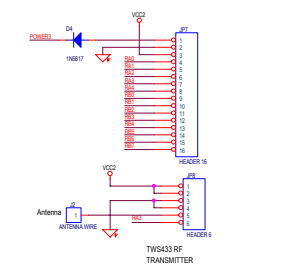 VCC2
D4
JP7
POWER3
1N5817
1
2
3
RA0 4
RA1 5
RA2 6
RA3 7
RA4 8
RB0 9
RB1 10
RB2 11
RB3 12
RB4 13
RB5 14
RB6 15
RB7 16
HEADER 16
VCC2
JP8
1
2
3
4
5
RA3 6
HEADER 6
Antenna
J2
1
ANTENNA WIRE
TWS433 RF
TRANSMITTER